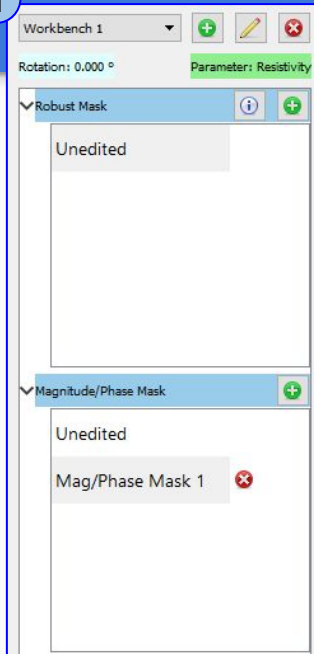 Workbench 1
Rotation: 0.000 º Parameter: Resistivity
Robust Mask
Unedited
Magnitude/Phase Mask
Unedited
Mag/Phase Mask 1